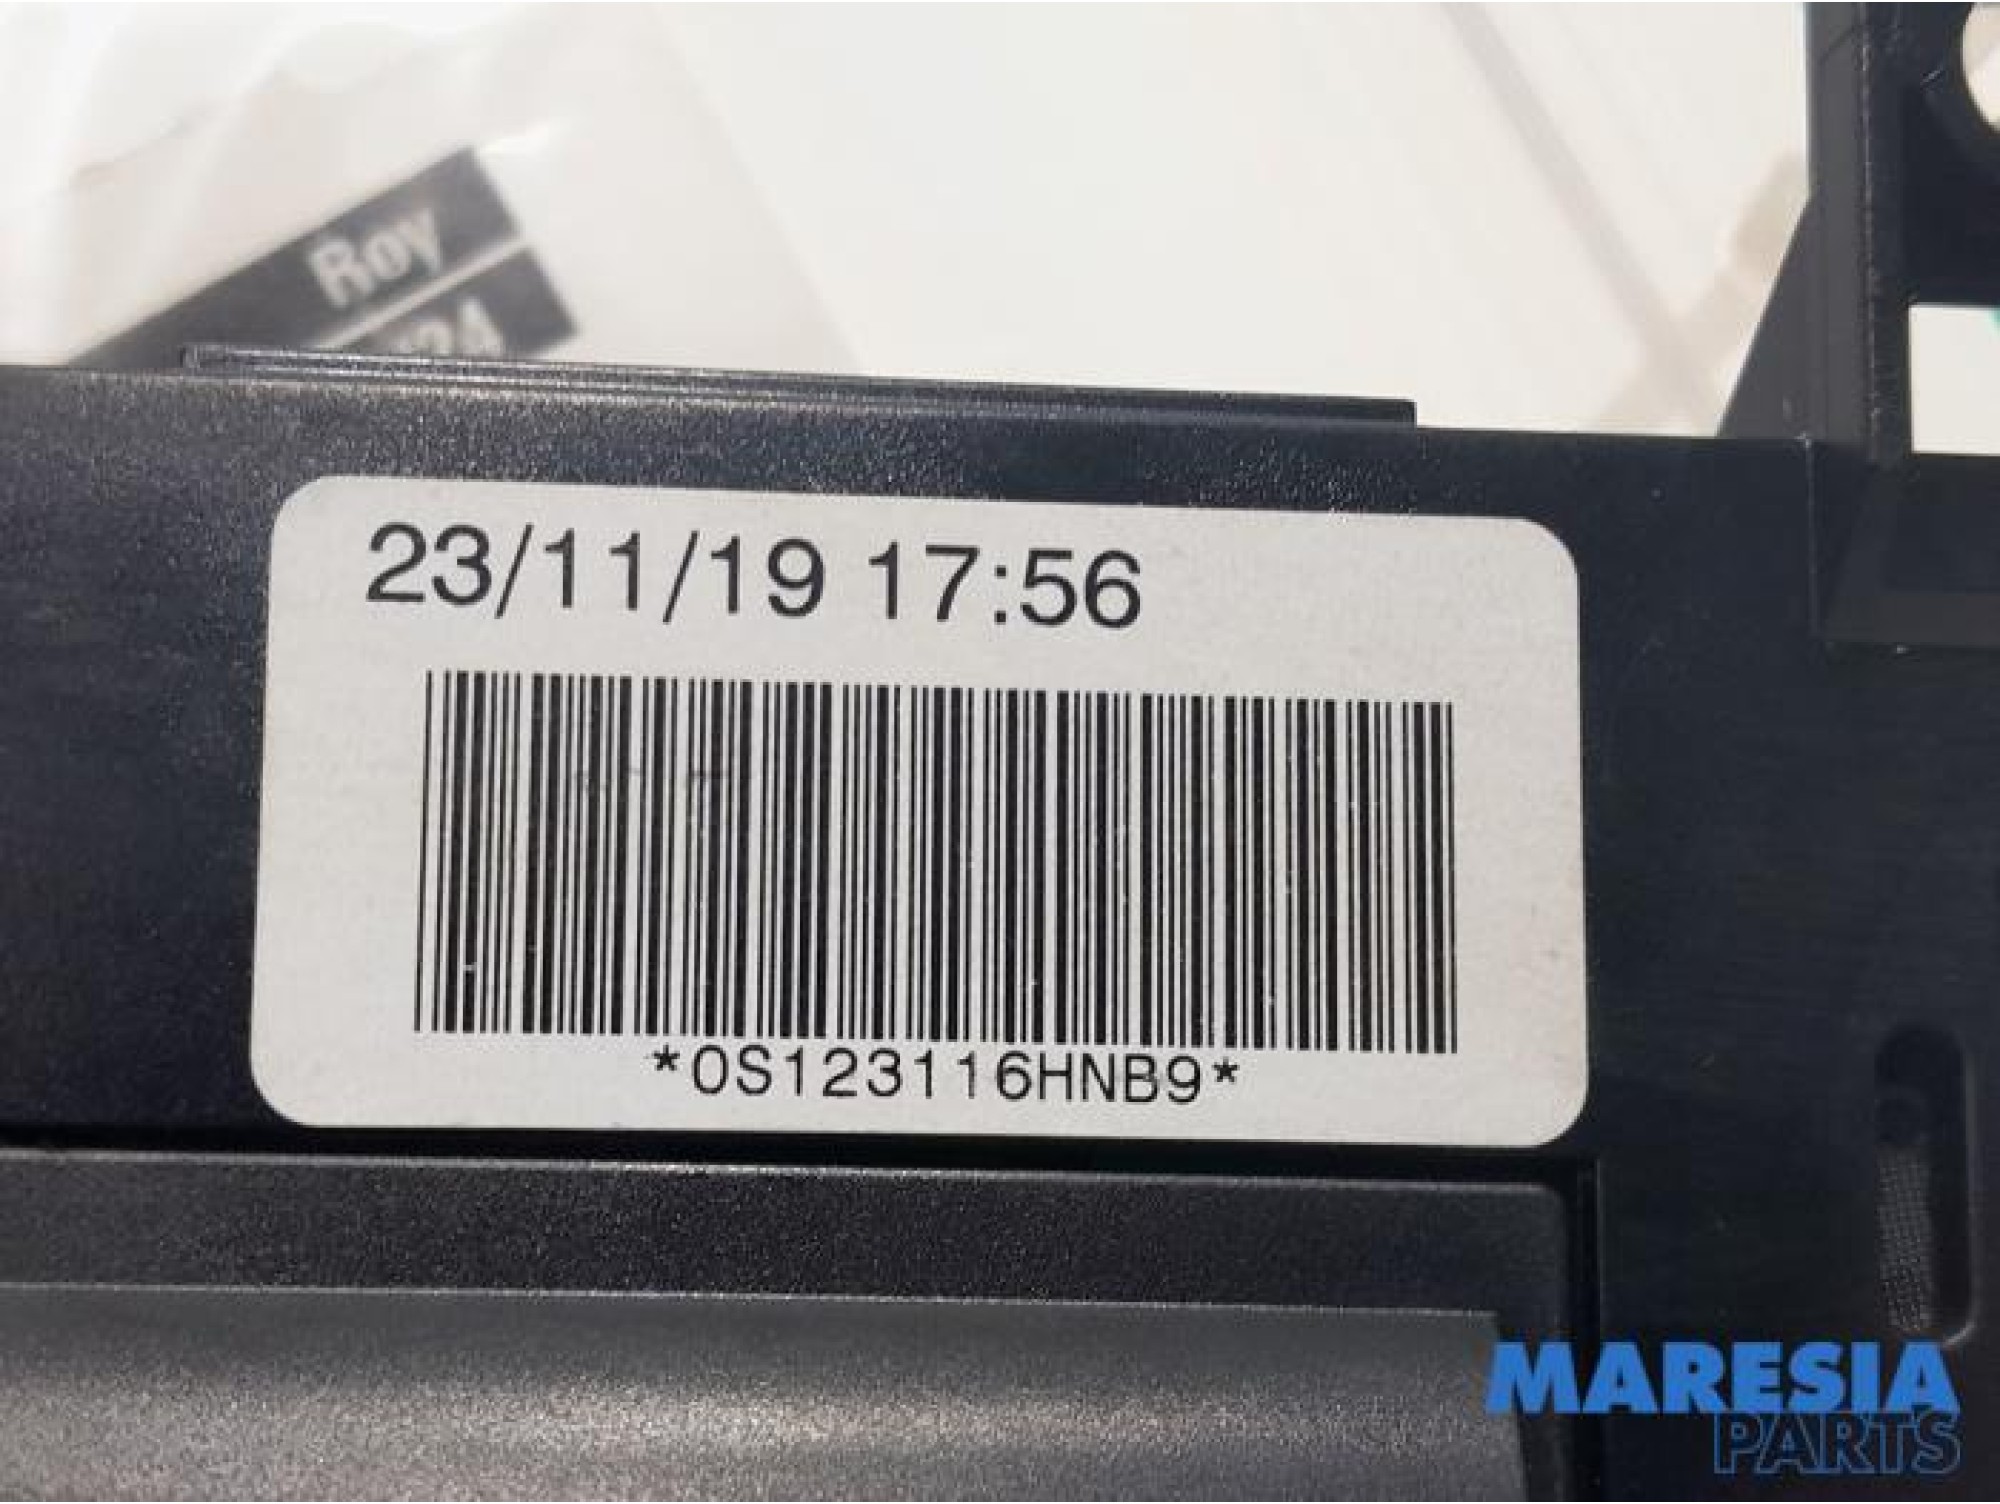 Roy
23/11/19 17:56
*0S123116HNB9*
MARESIA
PARTS